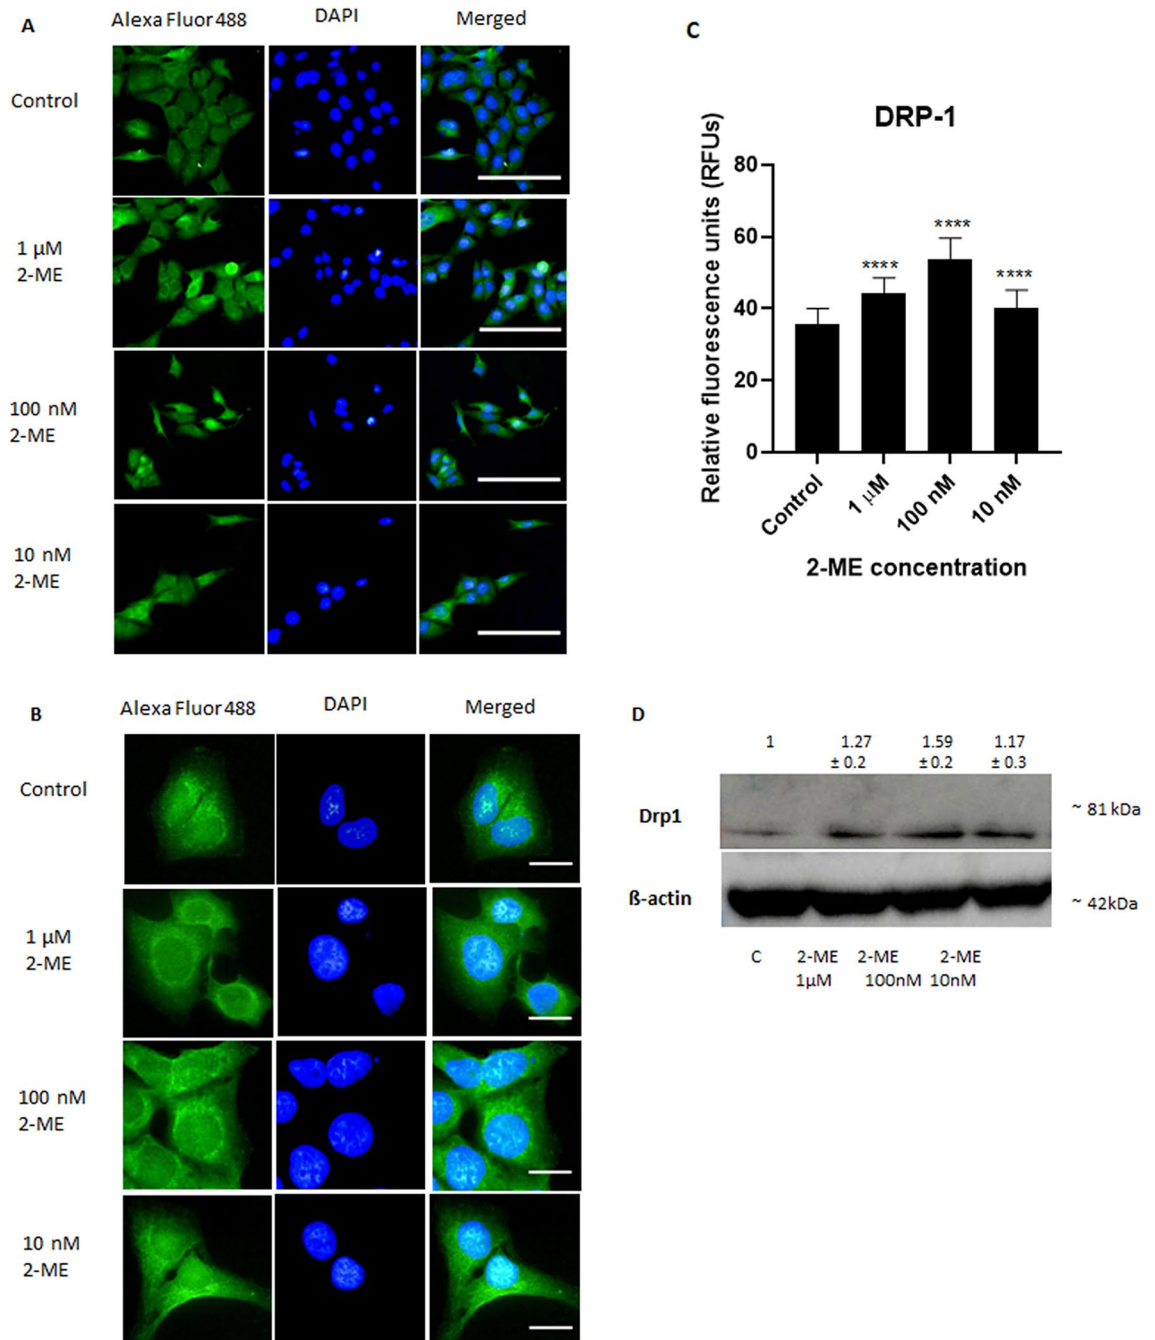 A
Alexa Fluor 488 DAPI Merged
Control
1 µM
2-ME
100 nM
2-ME
10 nM
2-ME
B
Alexa Fluor 488 DAPI Merged
Control
1 µM
2-ME
100 nM
2-ME
10 nM
2-ME
C
DRP-1
Relative fluorescence units (RFUs)
80
60
40
20
0
****
****
****
Control 1 µM 100 nM 10 nM
2-ME concentration
D
1 1.27 1.59 1.17
± 0.2 ± 0.2 ± 0.3
Drp1 ~ 81 kDa
ß-actin ~ 42kDa
C 2-ME 2-ME 2-ME
1µM 100nM 10nM